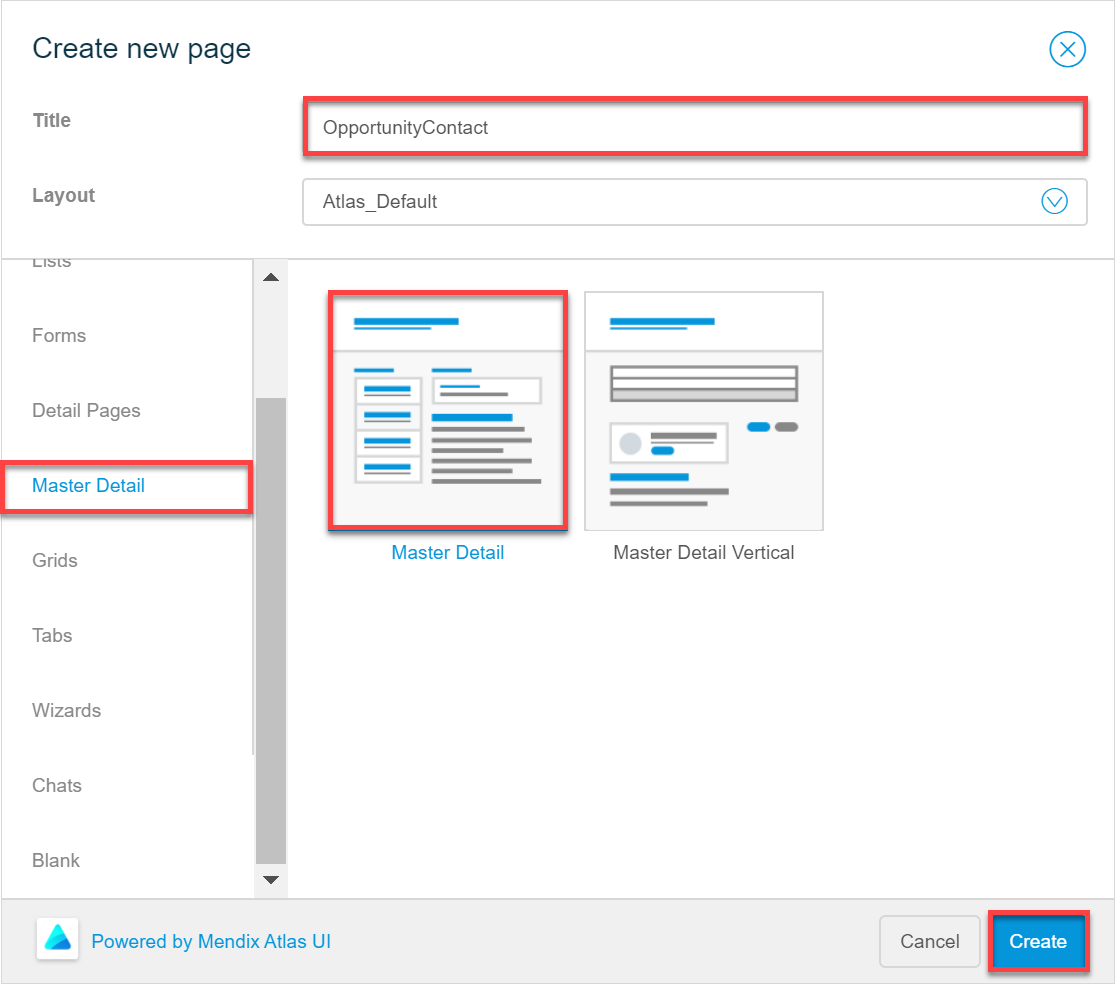 Create new page
Title
OpportunityContact
Layout
Atlas_Default
Lists
Forms
Detail Pages
Master Detail
Grids
Tabs
Wizards
Chats
Blank
Master Detail
Master Detail Vertical
Powered by Mendix Atlas UI
Cancel
Create